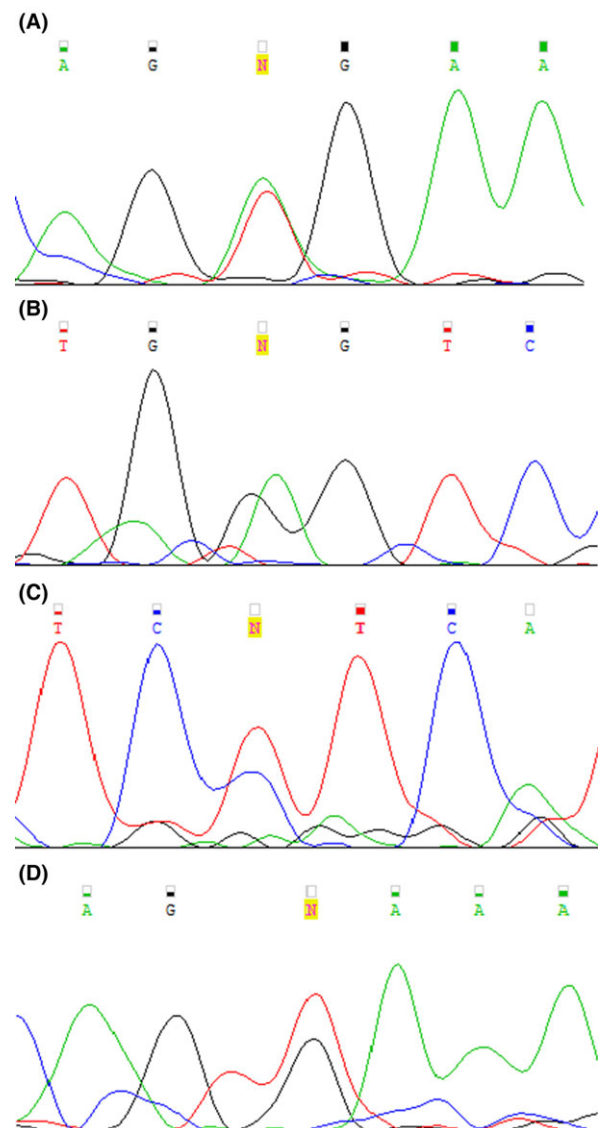 (A)
A G N G A A
(B)
T G N G T C
(C)
T C N T C A
(D)
A G N A A A